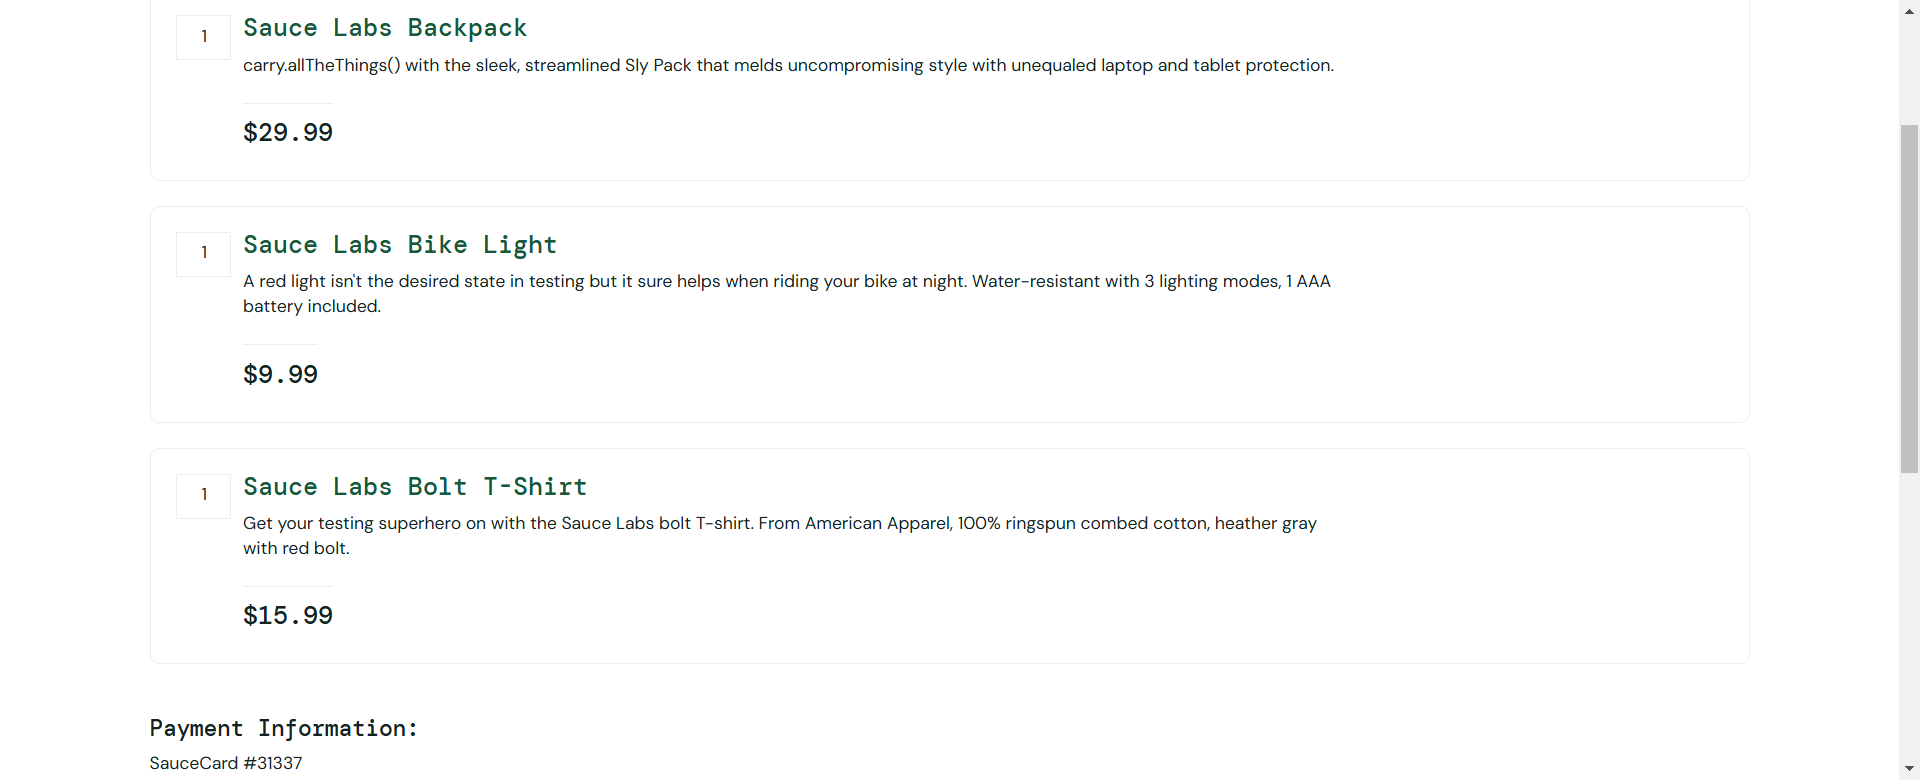 1
Sauce Labs Backpack
carry.allTheThings() with the sleek, streamlined Sly Pack that melds uncompromising style with unequaled laptop and tablet protection.
$29.99
1
Sauce Labs Bike Light
A red light isn't the desired state in testing but it sure helps when riding your bike at night. Water-resistant with 3 lighting modes, 1 AAA
battery included.
$9.99
1
Sauce Labs Bolt T-Shirt
Get your testing superhero on with the Sauce Labs bolt T-shirt. From American Apparel, 100% ringspun combed cotton, heather gray
with red bolt.
$15.99
Payment Information:
SauceCard #31337